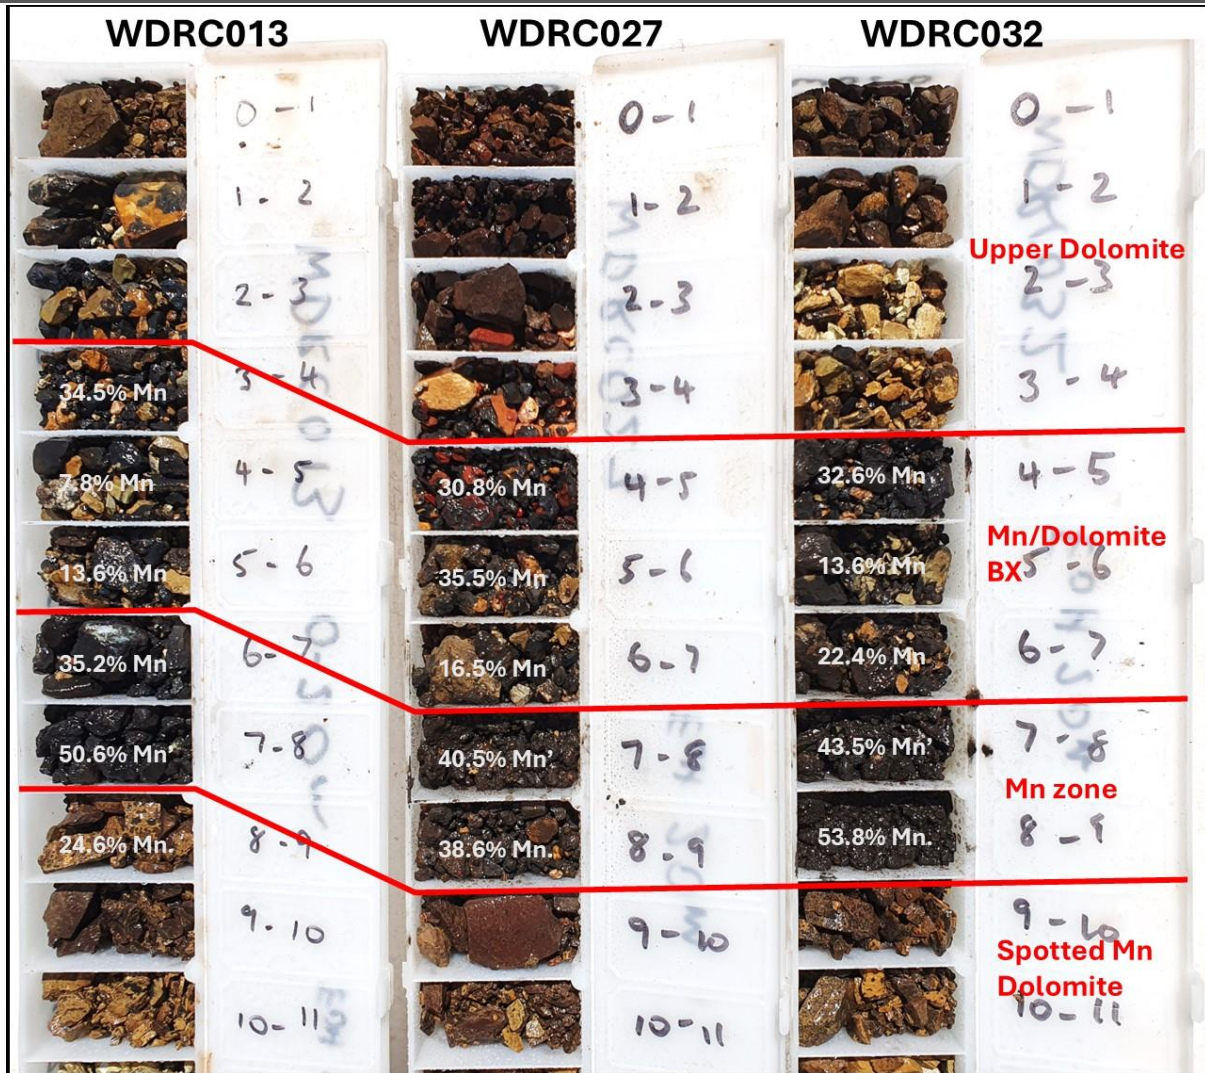 WDRC013 WDRC027 WDRC032
0-1 0-1 0-1
1-2 1-2 1-2
Upper Dolomite
2-3 2-3 2-3
34.5% Mn 3-4 3-4 3-4
7.8% Mn 4-5 30.8% Mn 4-5 32.6% Mn 4-5
Mn/Dolomite
BX
13.6% Mn 5-6 35.5% Mn 5-6 13.6% Mn 5-6
35.2% Mn 6-7 16.5% Mn 6-7 22.4% Mn 6-7
50.6% Mn' 7-8 40.5% Mn' 7-8 43.5% Mn' 7-8
Mn zone
24.6% Mn. 8-9 38.6% Mn. 8-9 53.8% Mn. 8-9
9-10 9-10 9-10
Spotted Mn
Dolomite
10-11 10-11 10-11